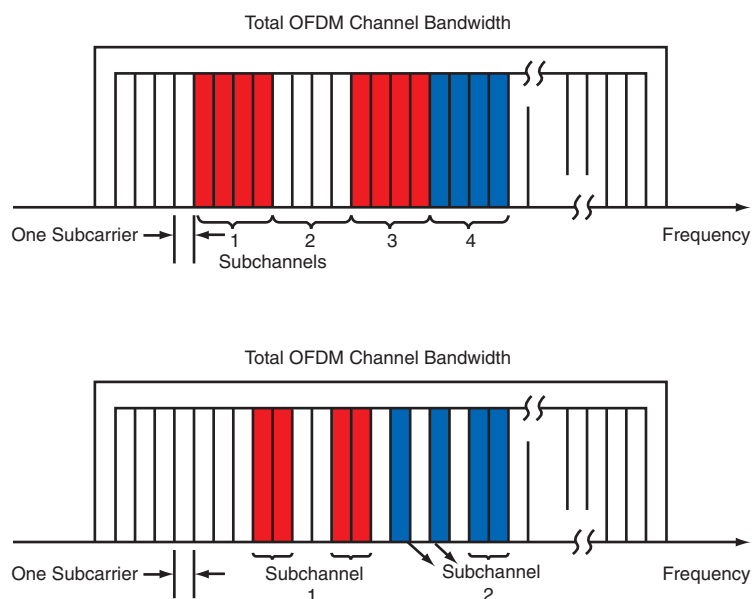 Total OFDM Channel Bandwidth
One Subcarrier
1
2
3
4
Frequency
Subchannels
Total OFDM Channel Bandwidth
One Subcarrier
Subchannel
1
Subchannel
2
Frequency